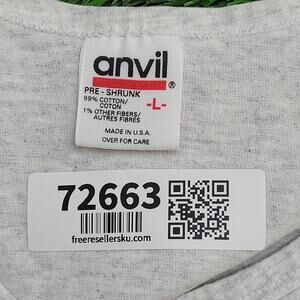 anvil®
PRE - SHRUNK
99% COTTON/
COTON
1% OTHER FIBERS/
AUTRES FIBRES
-L-
MADE IN U.S.A.
OVER FOR CARE
72663
freeresellersku.com